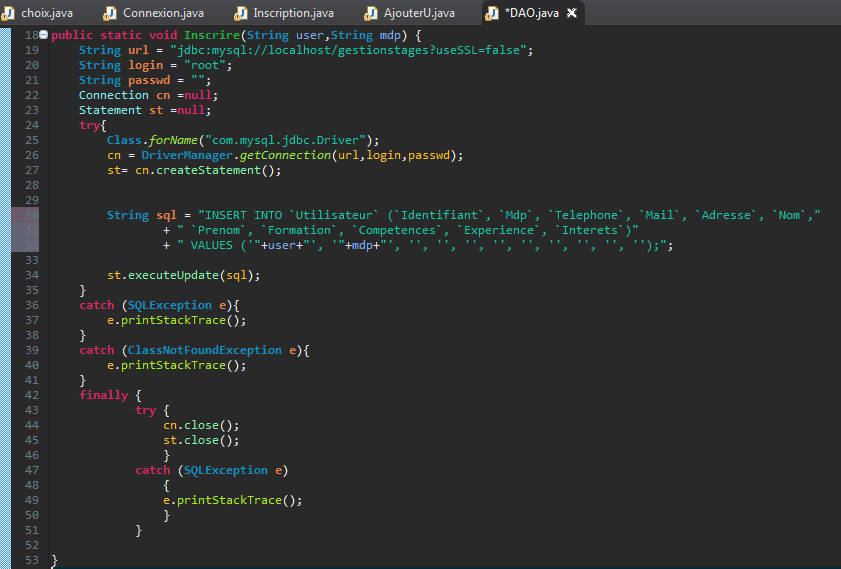 choix.java Connexion.java Inscription.java AjouterU.java *DAO.java
18 public static void Inscrire(String user,String mdp) {
19 String url = "jdbc:mysql://localhost/gestionstages?useSSL=false";
20 String login = "root";
21 String passwd = "";
22 Connection cn =null;
23 Statement st =null;
24 try{
25 Class.forName("com.mysql.jdbc.Driver");
26 cn = DriverManager.getConnection(url,login,passwd);
27 st= cn.createStatement();
28
29
30 String sql = "INSERT INTO `Utilisateur` (`Identifiant`, `Mdp`, `Telephone`, `Mail`, `Adresse`, `Nom`,"
31 + " `Prenom`, `Formation`, `Competences`, `Experience`, `Interets`)"
32 + " VALUES ('"+user+"', '"+mdp+"', '', '', '', '', '', '', '', '', '');";
33
34 st.executeUpdate(sql);
35 }
36 catch (SQLException e){
37 e.printStackTrace();
38 }
39 catch (ClassNotFoundException e){
40 e.printStackTrace();
41 }
42 finally {
43 try {
44 cn.close();
45 st.close();
46 }
47 catch (SQLException e)
48 {
49 e.printStackTrace();
50 }
51 }
52
53 }